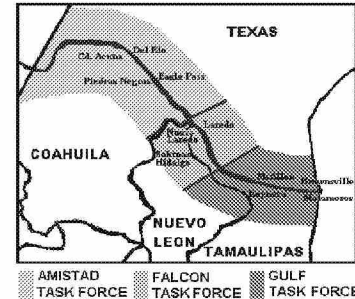 TEXAS
Del Rio
Cd. Acuna
Eagle Pass
Piedras Negras
Laredo
Nuevo
Laredo
Hidalgo
COAHUILA
McAllen
Brownsville
Reynosa
Matamoros
NUEVO
LEON
TAMAULIPAS
AMISTAD
TASK FORCE
FALCON
TASK FORCE
GULF
TASK FORCE